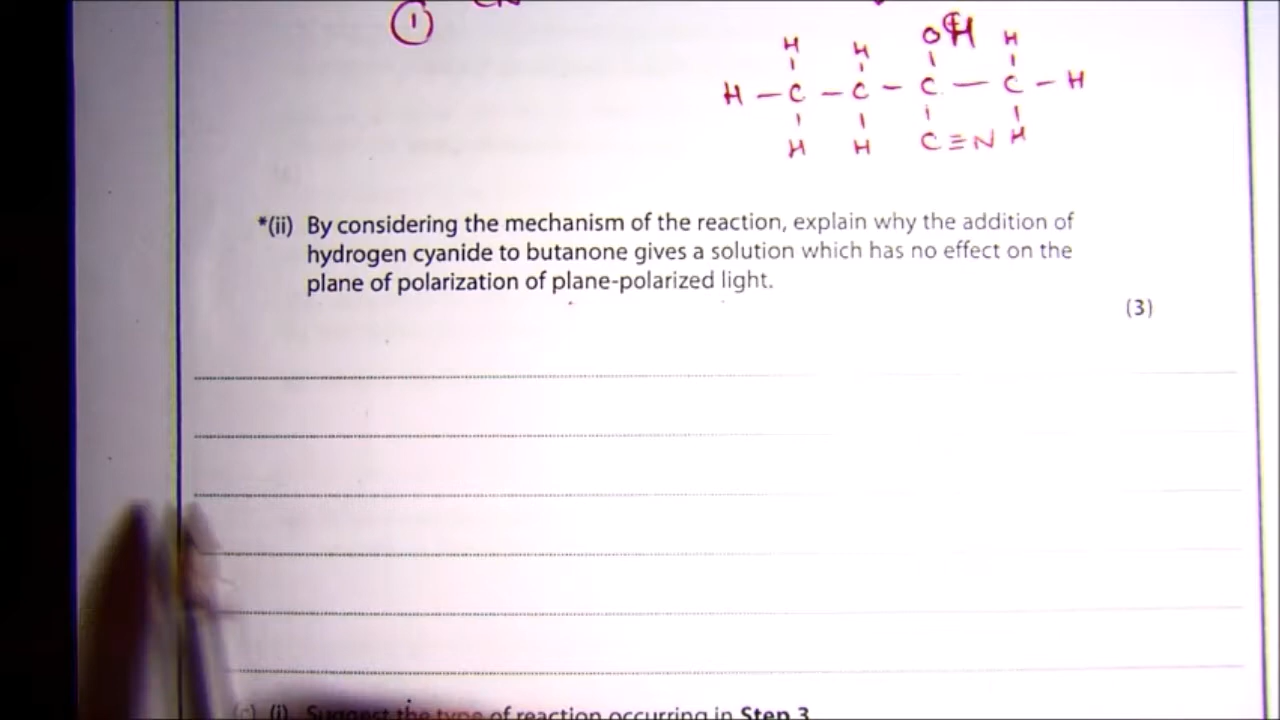 CN
①
H H OH H
H — C — C — C — C — H
H H C≡N H
*(ii) By considering the mechanism of the reaction, explain why the addition of
hydrogen cyanide to butanone gives a solution which has no effect on the
plane of polarization of plane-polarized light.
(3)
(i) Suggest the type of reaction occurring in Step 3